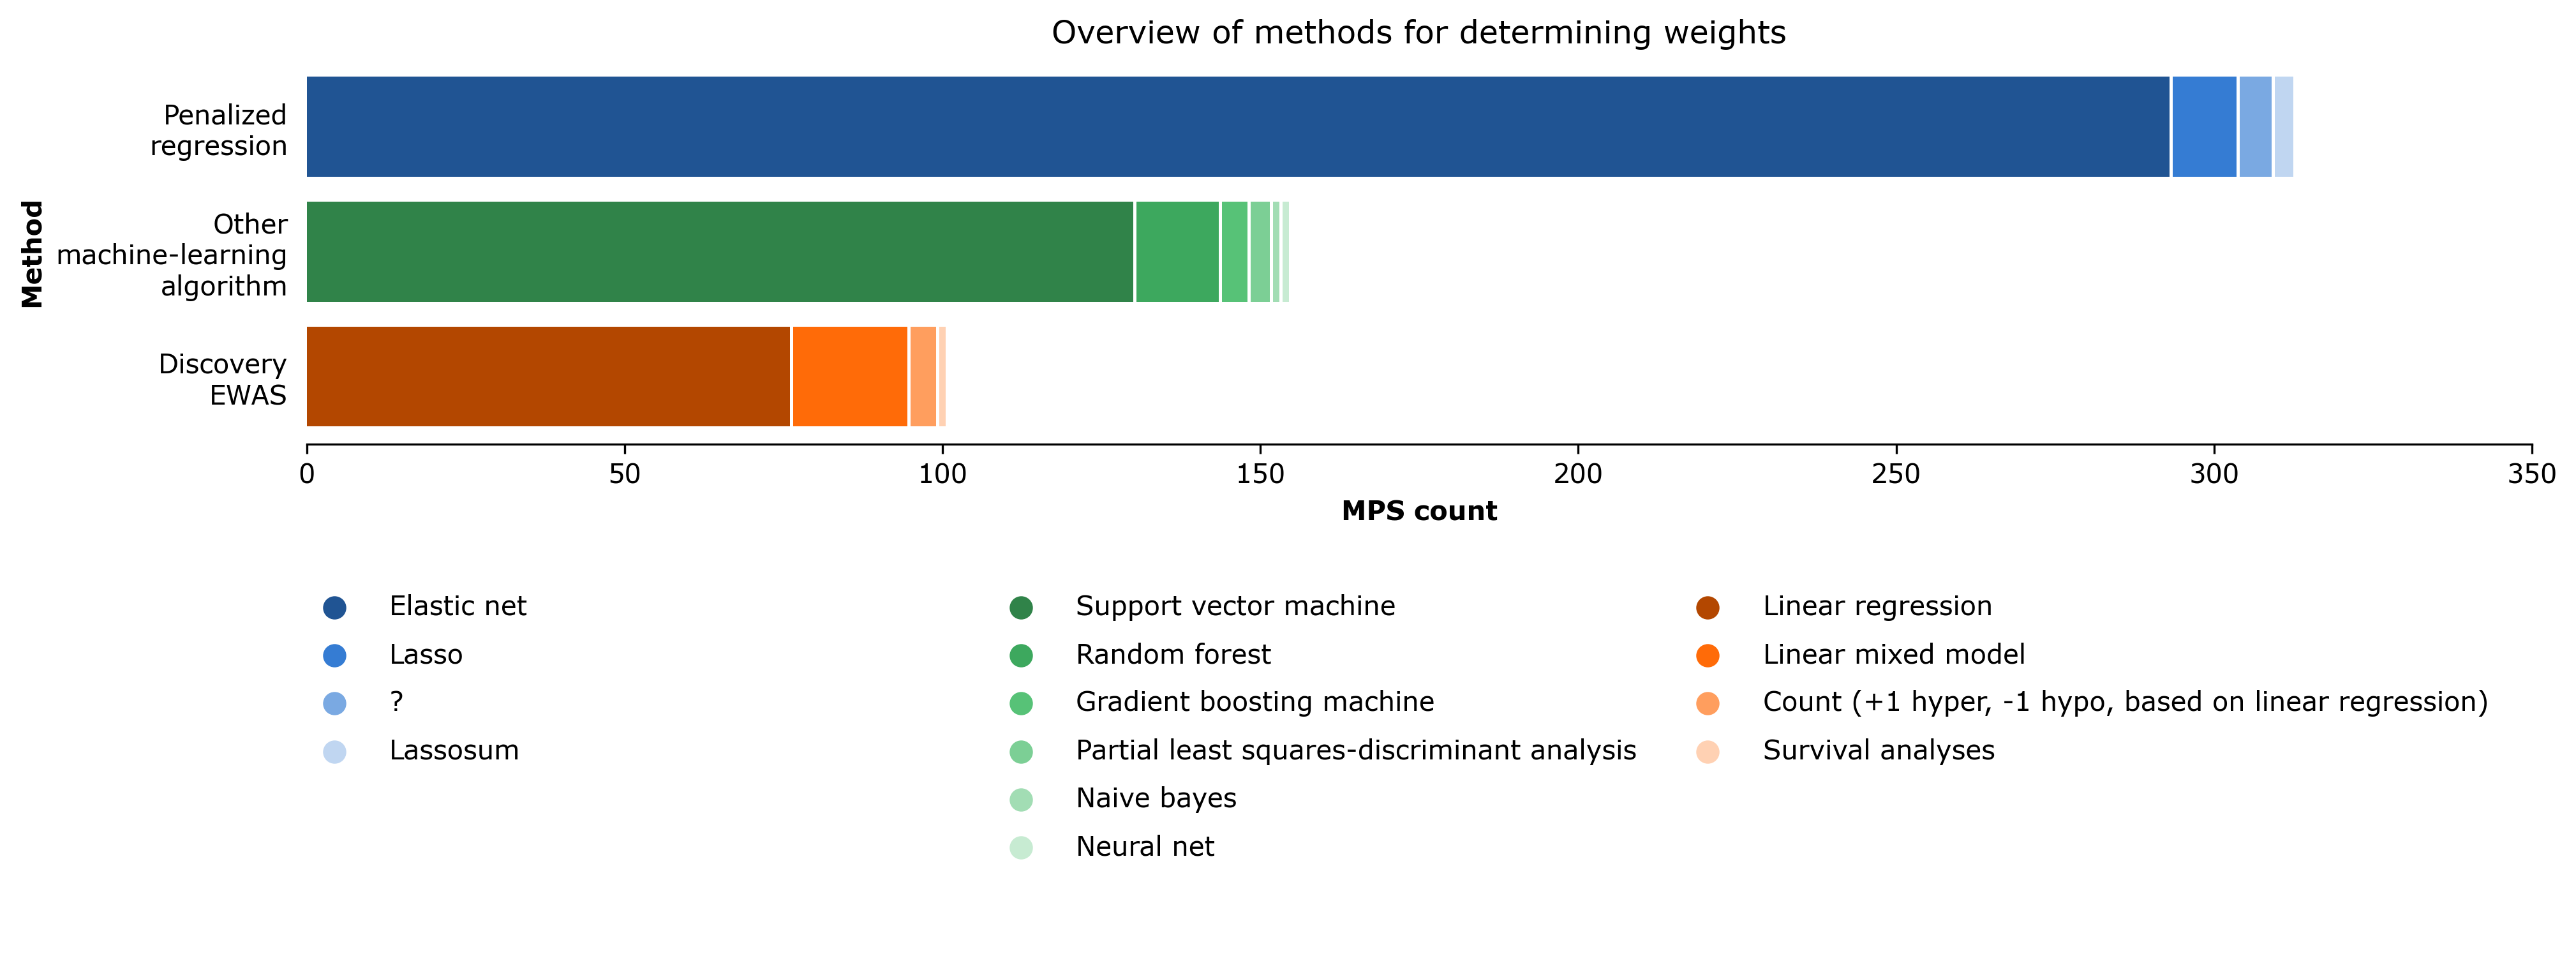 Overview of methods for determining weights
Penalized
regression
Other
machine-learning
algorithm
Discovery
EWAS
Method
0 50 100 150 200 250 300 350
MPS count
Elastic net
Lasso
?
Lassosum
Support vector machine
Random forest
Gradient boosting machine
Partial least squares-discriminant analysis
Naive bayes
Neural net
Linear regression
Linear mixed model
Count (+1 hyper, -1 hypo, based on linear regression)
Survival analyses